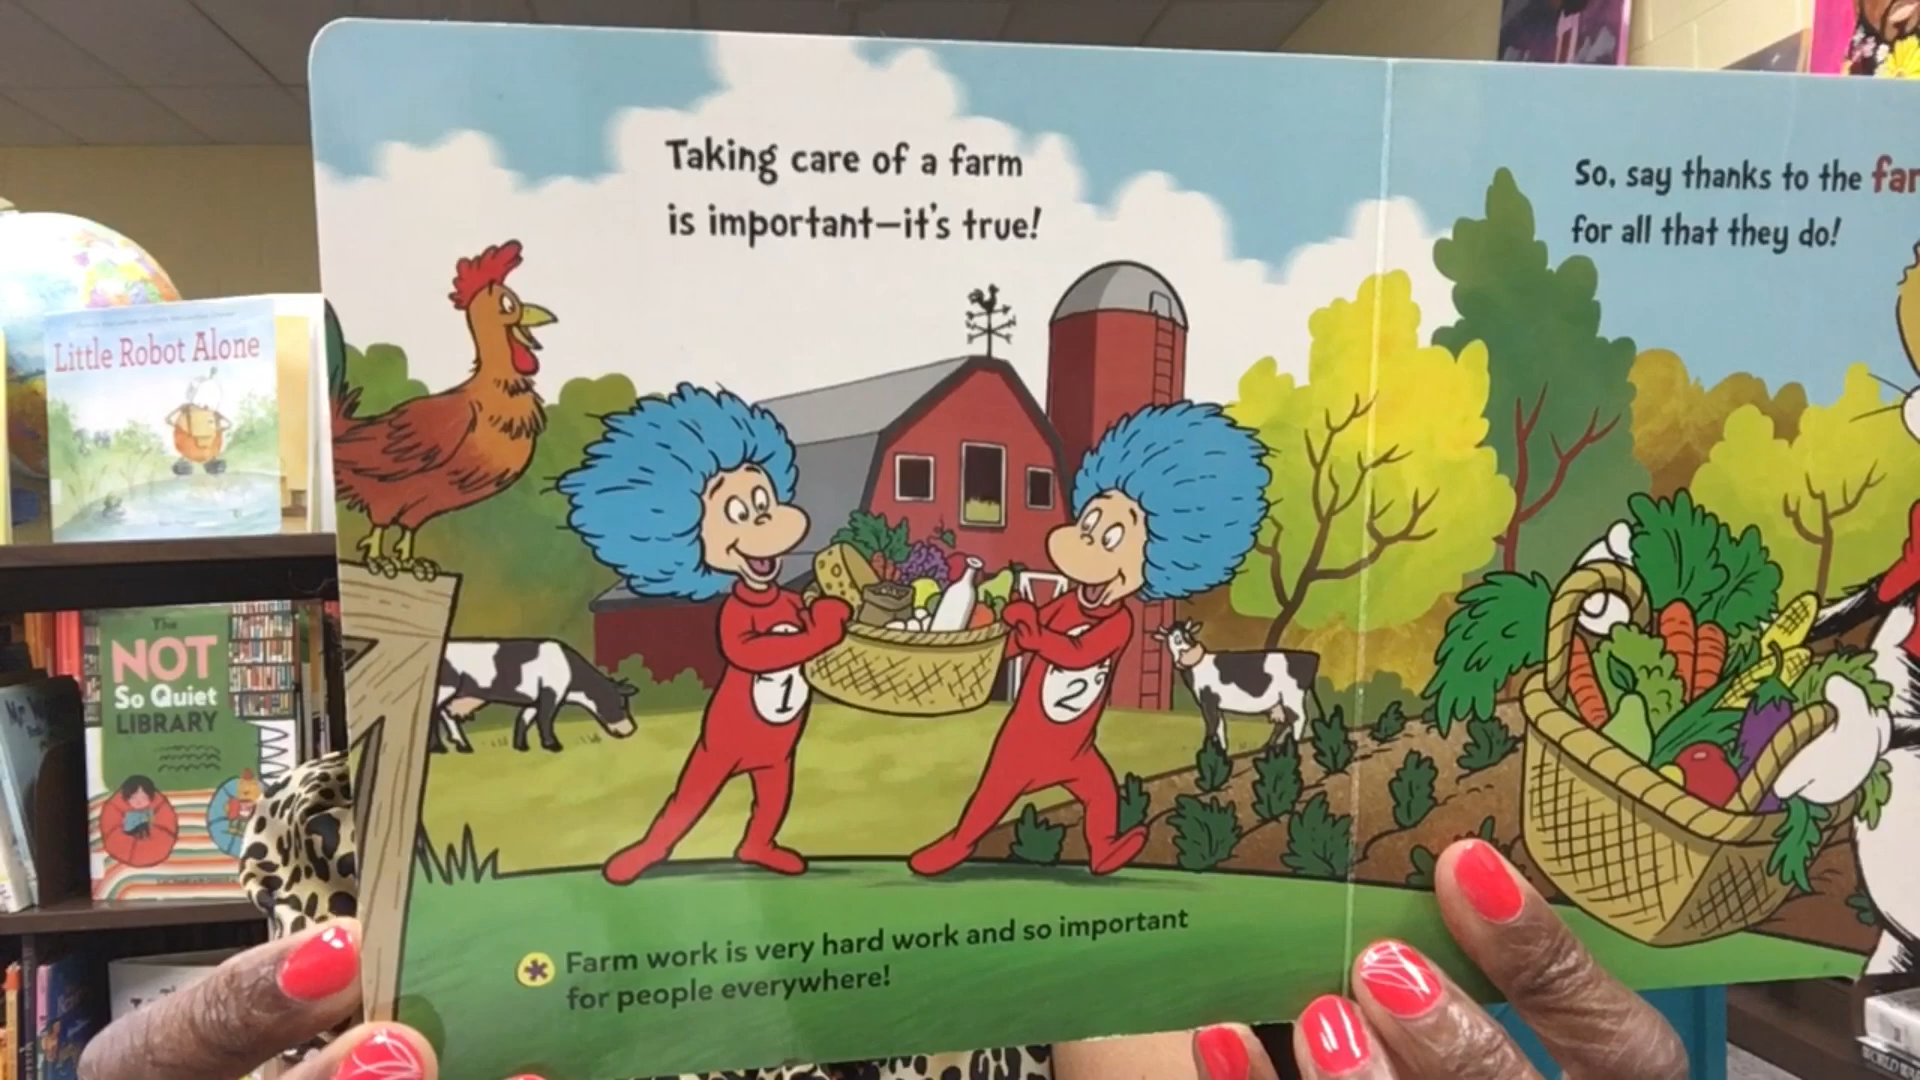 Taking care of a farm
is important—it's true!
So, say thanks to the
for all that they do!
1
2
Farm work is very hard work and so important
for people everywhere!
Little Robot Alone
The
NOT
So Quiet
LIBRARY